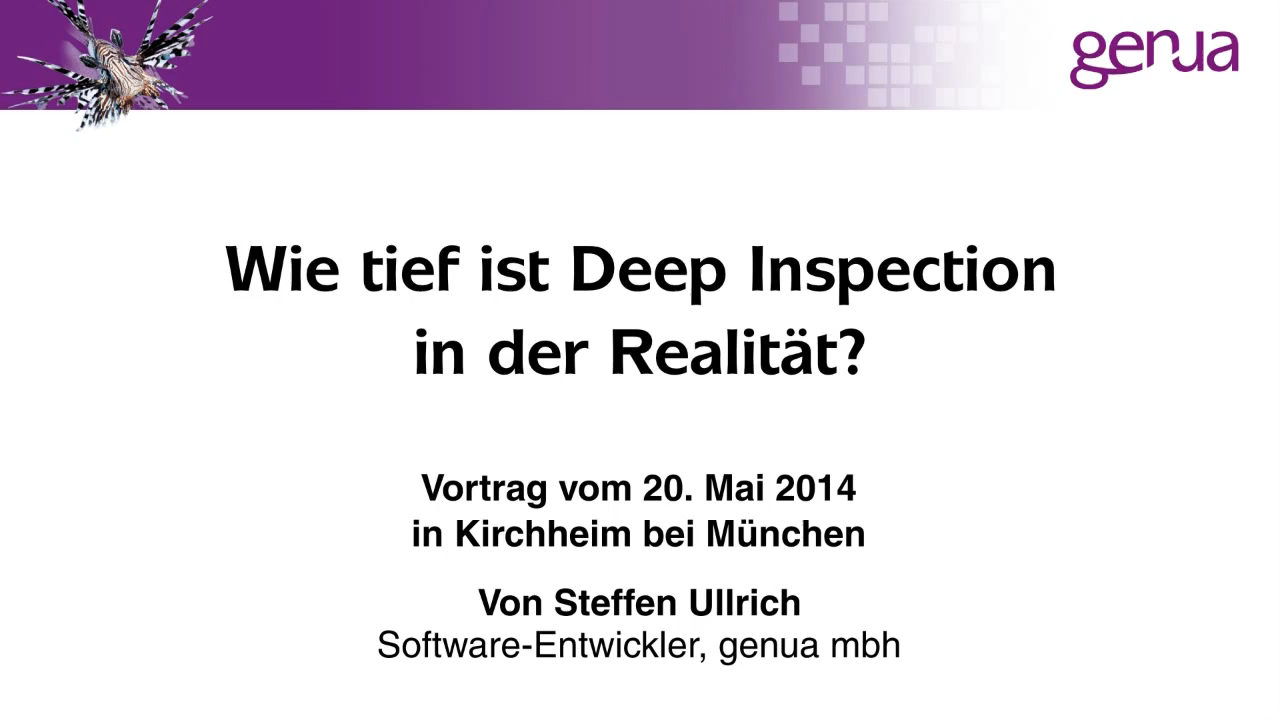 genua
Wie tief ist Deep Inspection
in der Realität?
Vortrag vom 20. Mai 2014
in Kirchheim bei München
Von Steffen Ullrich
Software-Entwickler, genua mbh